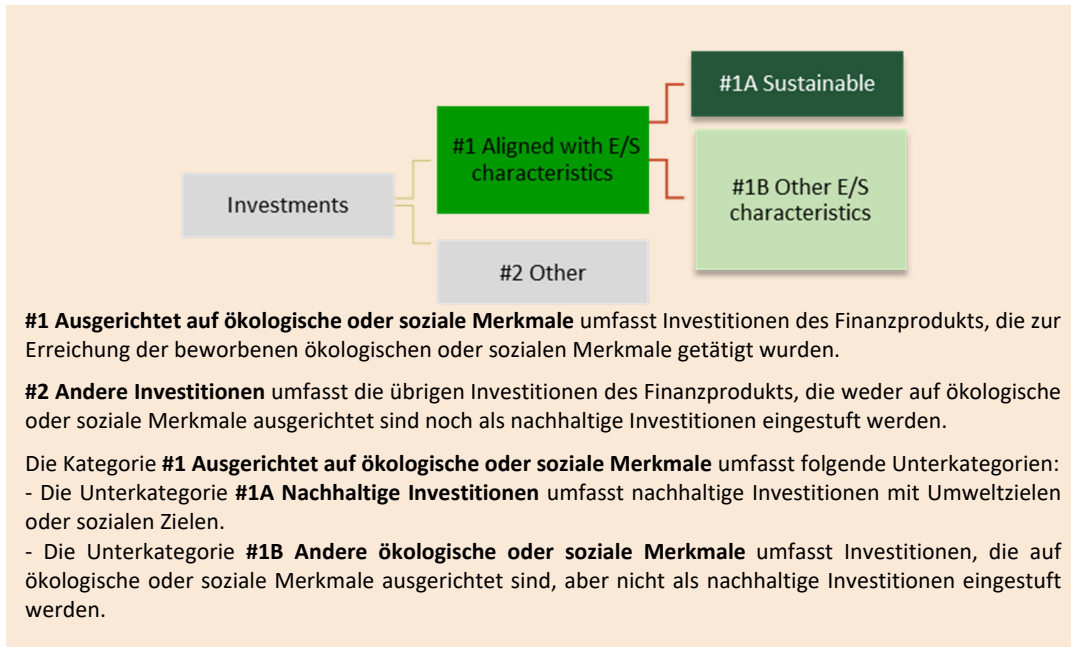 #1A Sustainable
#1 Aligned with E/S
characteristics
#1B Other E/S
characteristics
Investments
#2 Other
#1 Ausgerichtet auf ökologische oder soziale Merkmale umfasst Investitionen des Finanzprodukts, die zur
Erreichung der beworbenen ökologischen oder sozialen Merkmale getätigt wurden.
#2 Andere Investitionen umfasst die übrigen Investitionen des Finanzprodukts, die weder auf ökologische
oder soziale Merkmale ausgerichtet sind noch als nachhaltige Investitionen eingestuft werden.
Die Kategorie #1 Ausgerichtet auf ökologische oder soziale Merkmale umfasst folgende Unterkategorien:
- Die Unterkategorie #1A Nachhaltige Investitionen umfasst nachhaltige Investitionen mit Umweltzielen
oder sozialen Zielen.
- Die Unterkategorie #1B Andere ökologische oder soziale Merkmale umfasst Investitionen, die auf
ökologische oder soziale Merkmale ausgerichtet sind, aber nicht als nachhaltige Investitionen eingestuft
werden.